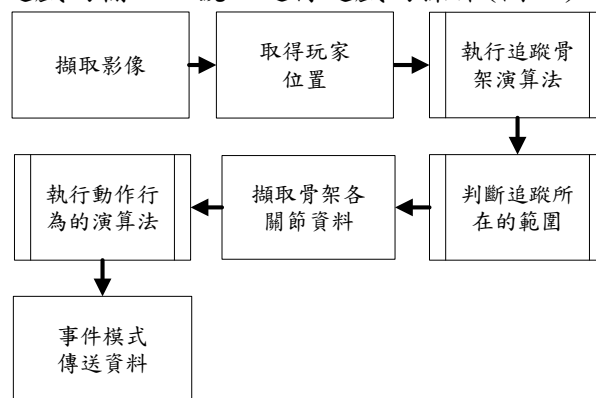 擷取影像
取得玩家
位置
執行追蹤骨
架演算法
判斷追蹤所
在的範圍
擷取骨架各
關節資料
執行動作行
為的演算法
事件模式
傳送資料